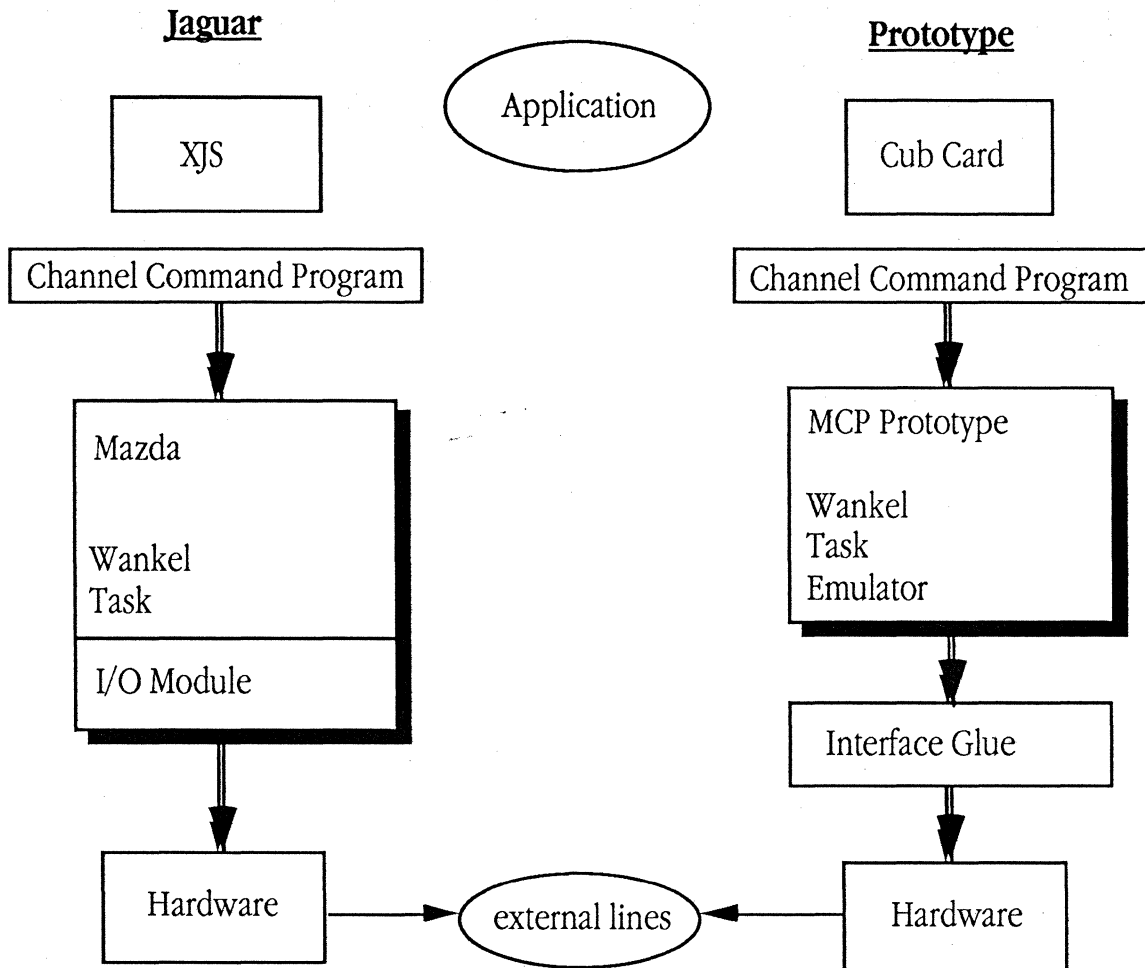 Jaguar
XJS
Channel Command Program
Mazda
Wankel
Task
I/O Module
Hardware
Application
external lines
Prototype
Cub Card
Channel Command Program
MCP Prototype
Wankel
Task
Emulator
Interface Glue
Hardware